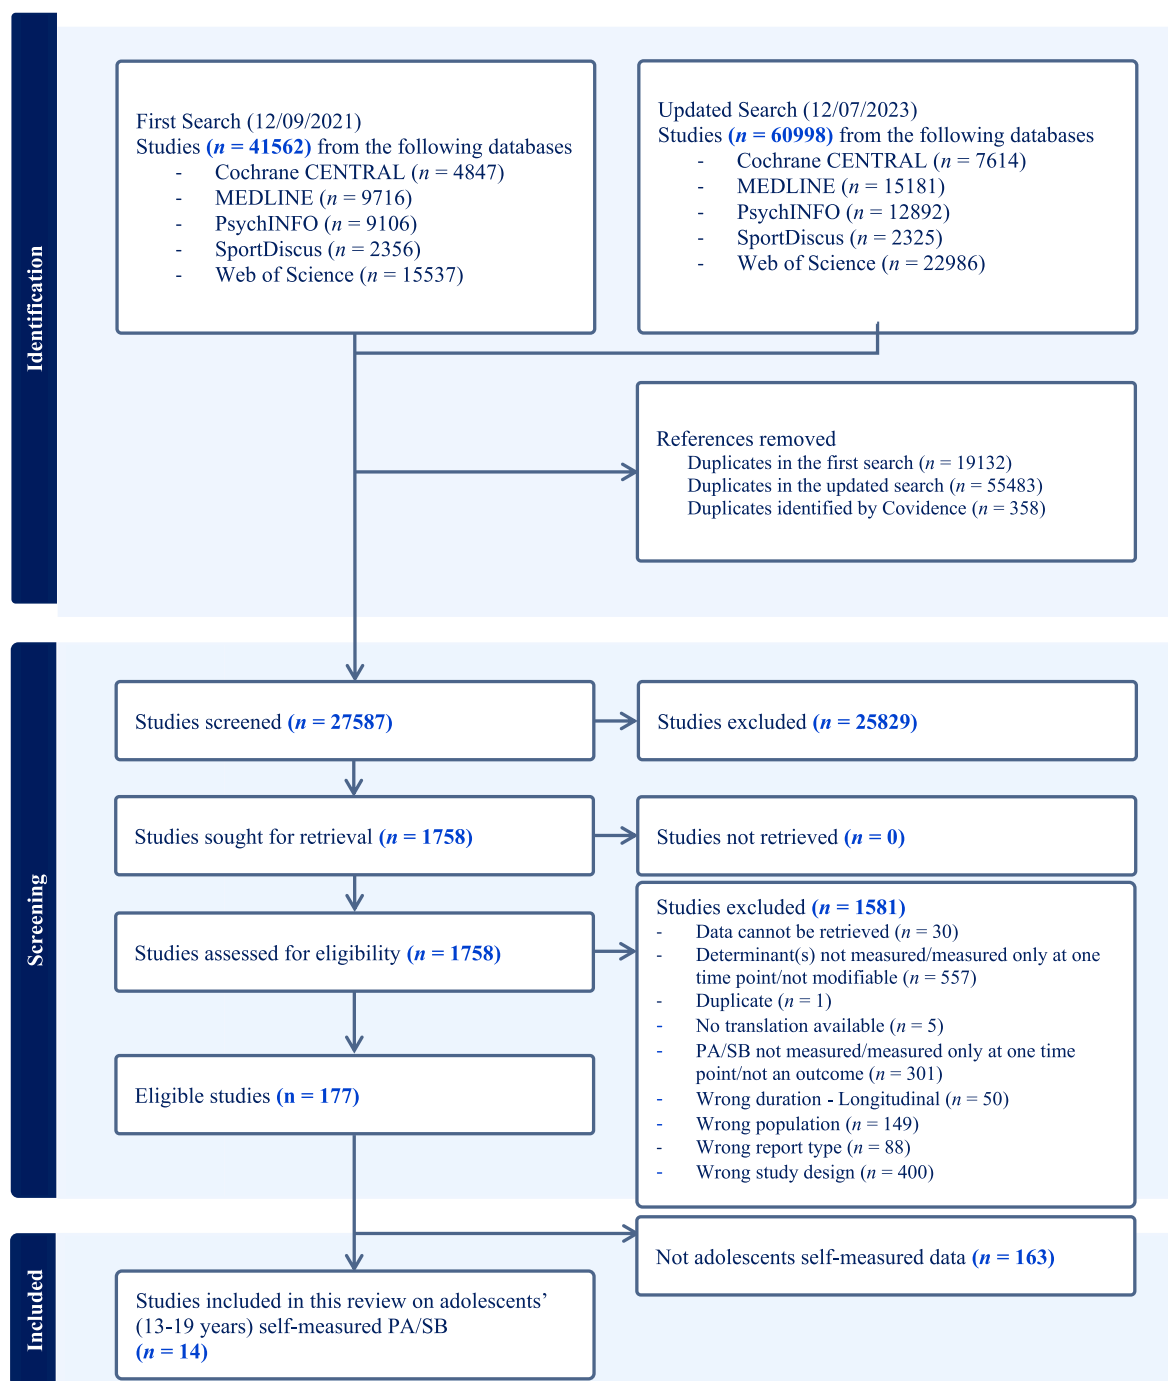 Identification
First Search (12/09/2021)
Studies (n = 41562) from the following databases
- Cochrane CENTRAL (n = 4847)
- MEDLINE (n = 9716)
- PsychINFO (n = 9106)
- SportDiscus (n = 2356)
- Web of Science (n = 15537)
Updated Search (12/07/2023)
Studies (n = 60998) from the following databases
- Cochrane CENTRAL (n = 7614)
- MEDLINE (n = 15181)
- PsychINFO (n = 12892)
- SportDiscus (n = 2325)
- Web of Science (n = 22986)
References removed
Duplicates in the first search (n = 19132)
Duplicates in the updated search (n = 55483)
Duplicates identified by Covidence (n = 358)
Screening
Studies screened (n = 27587)
Studies excluded (n = 25829)
Studies sought for retrieval (n = 1758)
Studies not retrieved (n = 0)
Studies assessed for eligibility (n = 1758)
Studies excluded (n = 1581)
- Data cannot be retrieved (n = 30)
- Determinant(s) not measured/measured only at one
time point/not modifiable (n = 557)
- Duplicate (n = 1)
- No translation available (n = 5)
- PA/SB not measured/measured only at one time
point/not an outcome (n = 301)
- Wrong duration - Longitudinal (n = 50)
- Wrong population (n = 149)
- Wrong report type (n = 88)
- Wrong study design (n = 400)
Eligible studies (n = 177)
Included
Not adolescents self-measured data (n = 163)
Studies included in this review on adolescents’
(13-19 years) self-measured PA/SB
(n = 14)